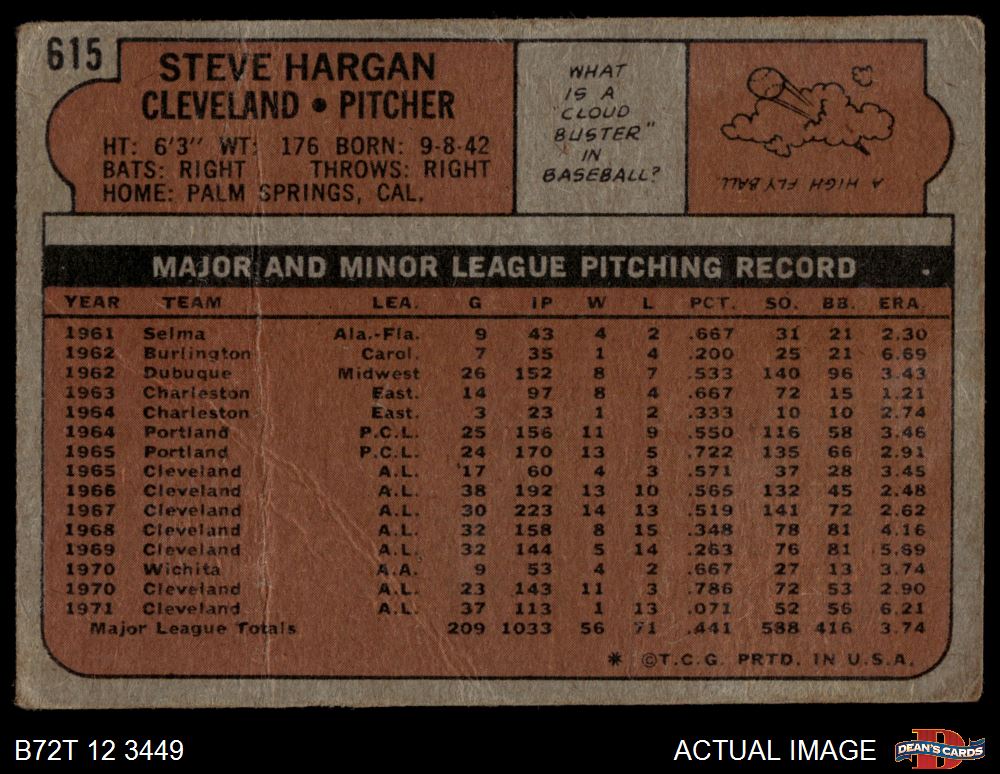 615
STEVE HARGAN
CLEVELAND • PITCHER
HT: 6'3" WT: 176 BORN: 9-8-42
BATS: RIGHT THROWS: RIGHT
HOME: PALM SPRINGS, CAL.
WHAT
IS A
"CLOUD
BUSTER"
IN
BASEBALL?
A HIGH FLY BALL.
MAJOR AND MINOR LEAGUE PITCHING RECORD
YEAR TEAM LEA. G IP W L PCT. SO. BB. ERA.
1961 Selma Ala.-Fla. 9 43 4 2 .667 31 21 2.30
1962 Burlington Carol. 7 35 1 4 .200 25 21 6.69
1962 Dubuque Midwest 26 152 8 7 .533 140 96 3.43
1963 Charleston East. 14 97 8 4 .667 72 15 1.21
1964 Charleston East. 3 23 1 2 .333 10 10 2.74
1964 Portland P.C.L. 25 156 11 9 .550 116 58 3.46
1965 Portland P.C.L. 24 170 13 5 .722 135 66 2.91
1965 Cleveland A.L. 17 60 4 3 .571 37 28 3.45
1966 Cleveland A.L. 38 192 13 10 .565 132 45 2.48
1967 Cleveland A.L. 30 223 14 13 .519 141 72 2.62
1968 Cleveland A.L. 32 158 8 15 .348 78 81 4.16
1969 Cleveland A.L. 32 144 5 14 .263 76 81 5.69
1970 Wichita A.A. 9 53 4 2 .667 27 13 3.74
1970 Cleveland A.L. 23 143 11 3 .786 72 53 2.90
1971 Cleveland A.L. 37 113 1 13 .071 52 56 6.21
Major League Totals 209 1033 56 71 .441 588 416 3.74
* ©T.C.G. PRTD. IN U.S.A.
B72T 12 3449
ACTUAL IMAGE
DEAN'S CARDS